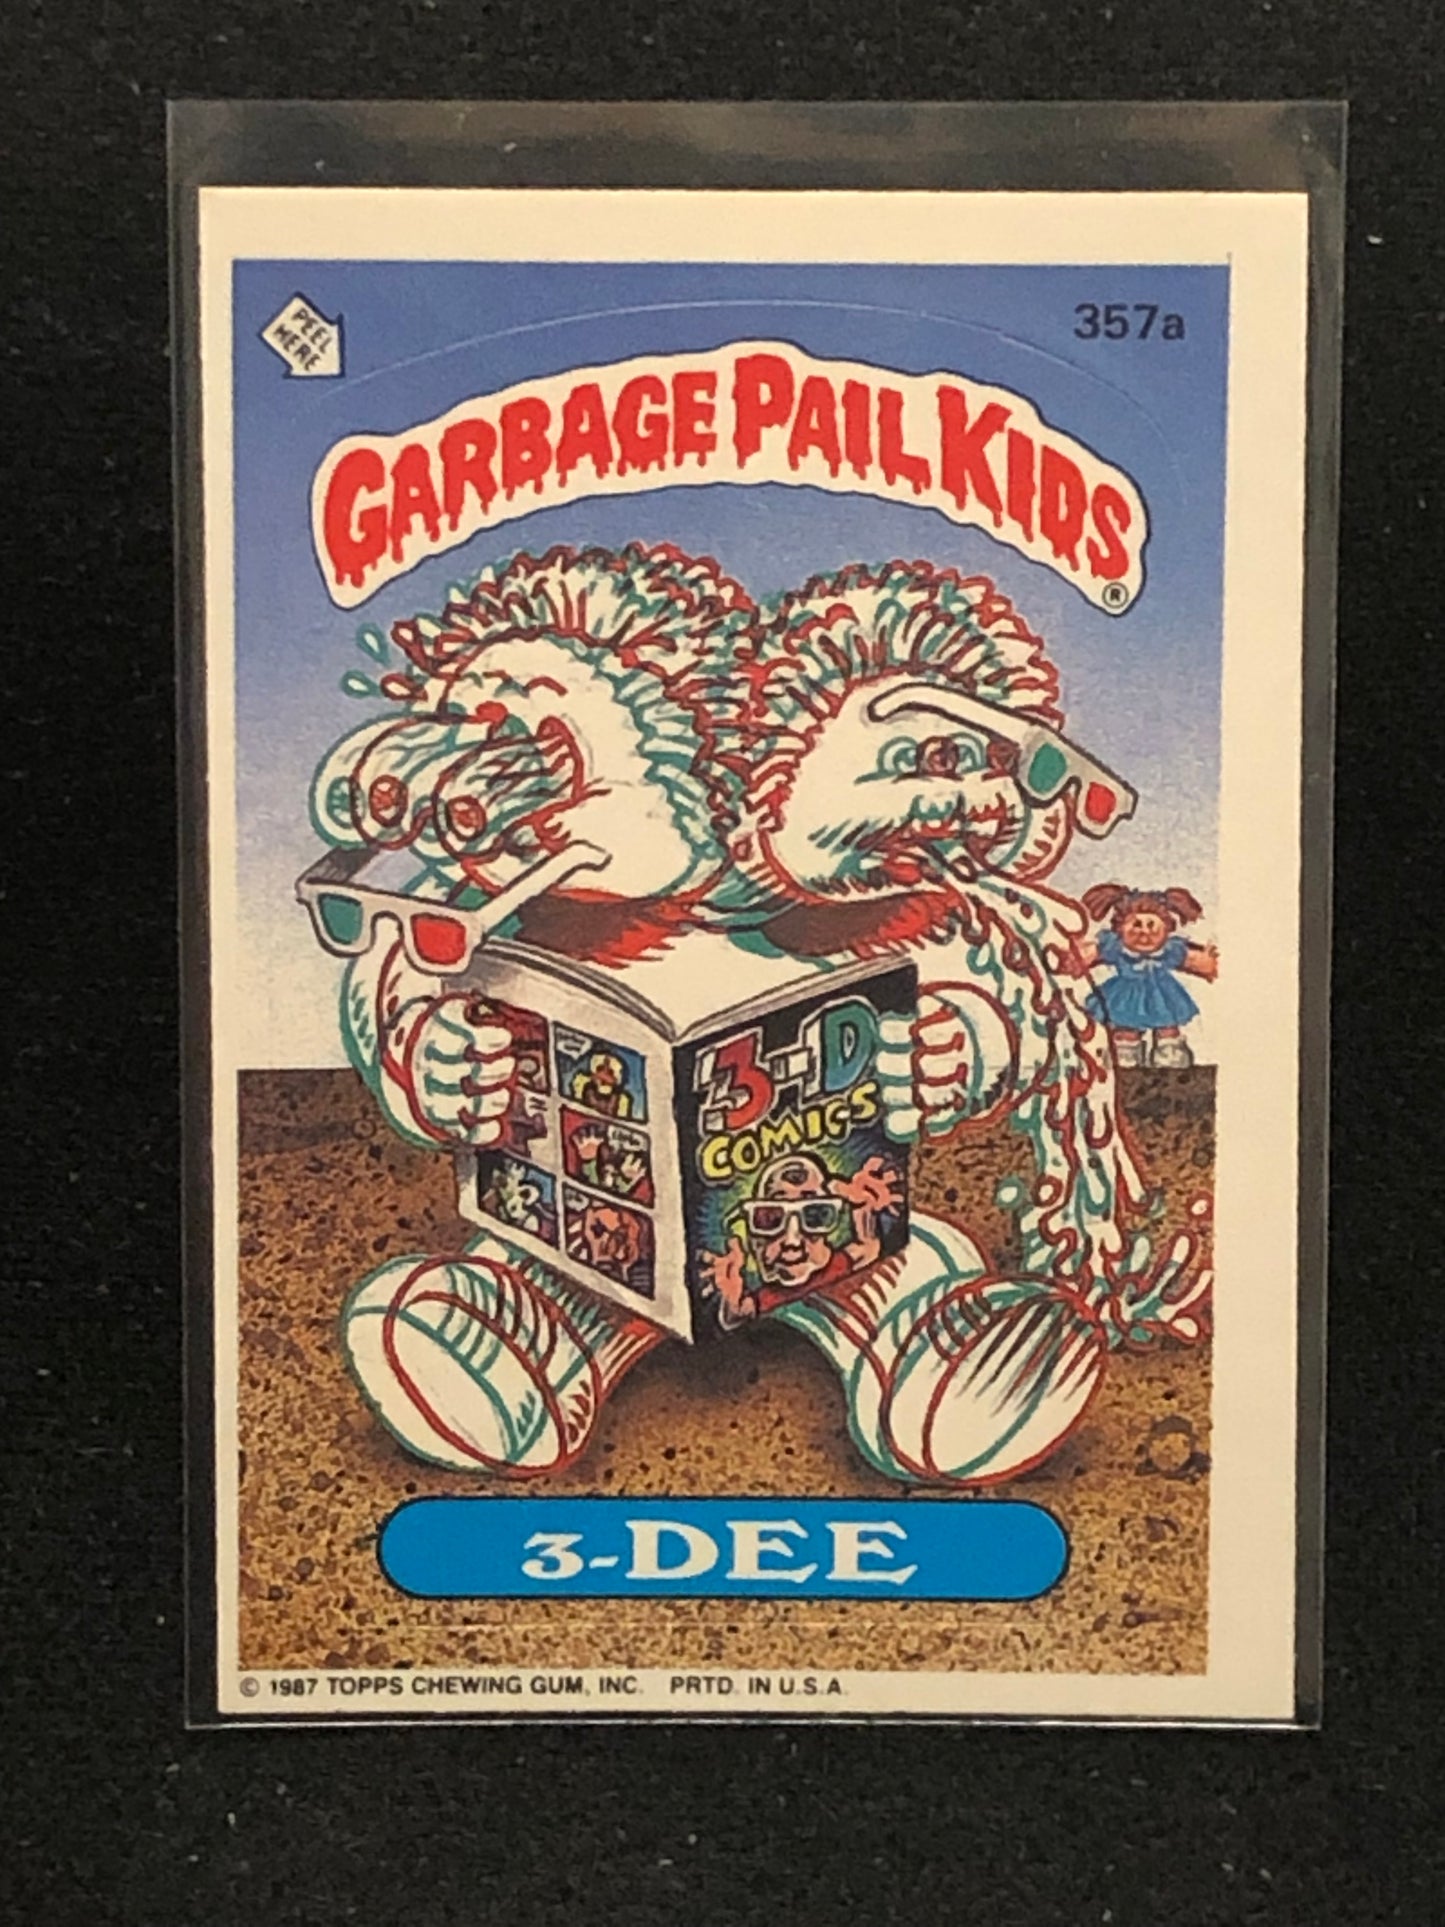 PEEL
HERE
357a
GARBAGE PAIL KIDS
®
3-D
COMICS
3-DEE
© 1987 TOPPS CHEWING GUM, INC. PRTD. IN U.S.A.